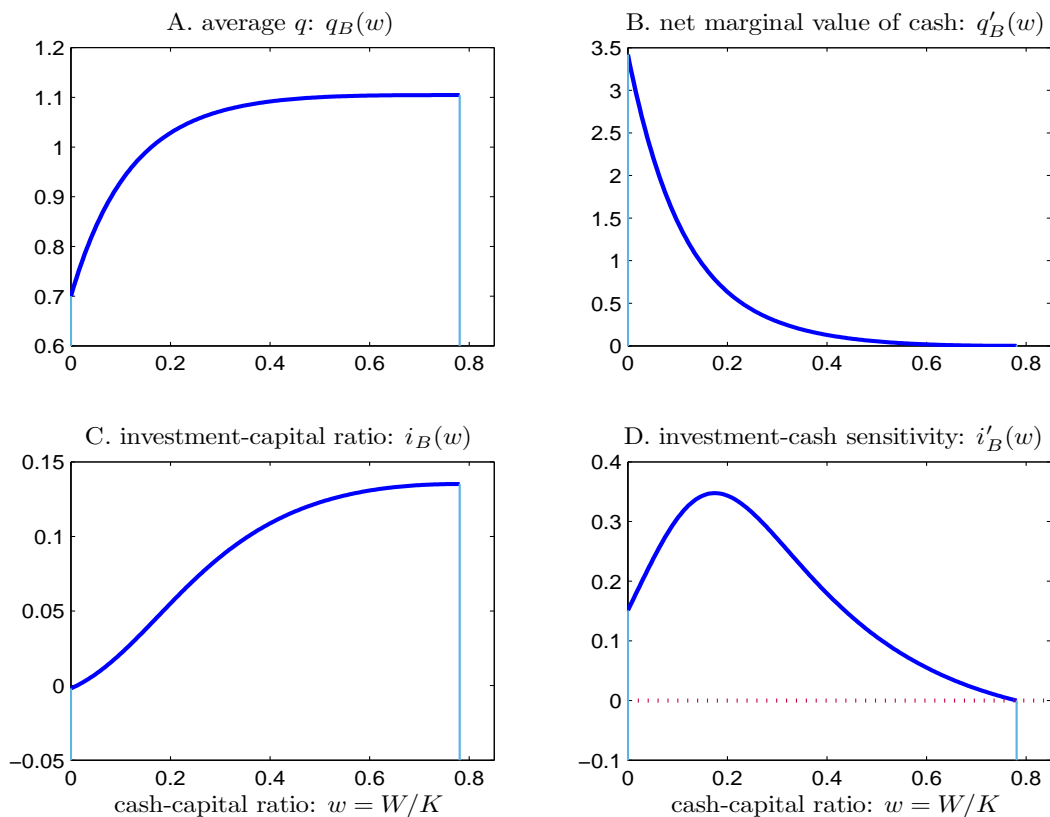 A. average q: q_B(w)
1.2
1.1
1
0.9
0.8
0.7
0.6
0 0.2 0.4 0.6 0.8
B. net marginal value of cash: q′_B(w)
3.5
3
2.5
2
1.5
1
0.5
0
0 0.2 0.4 0.6 0.8
C. investment-capital ratio: i_B(w)
0.15
0.1
0.05
0
−0.05
0 0.2 0.4 0.6 0.8
cash-capital ratio: w = W/K
D. investment-cash sensitivity: i′_B(w)
0.4
0.3
0.2
0.1
0
−0.1
0 0.2 0.4 0.6 0.8
cash-capital ratio: w = W/K